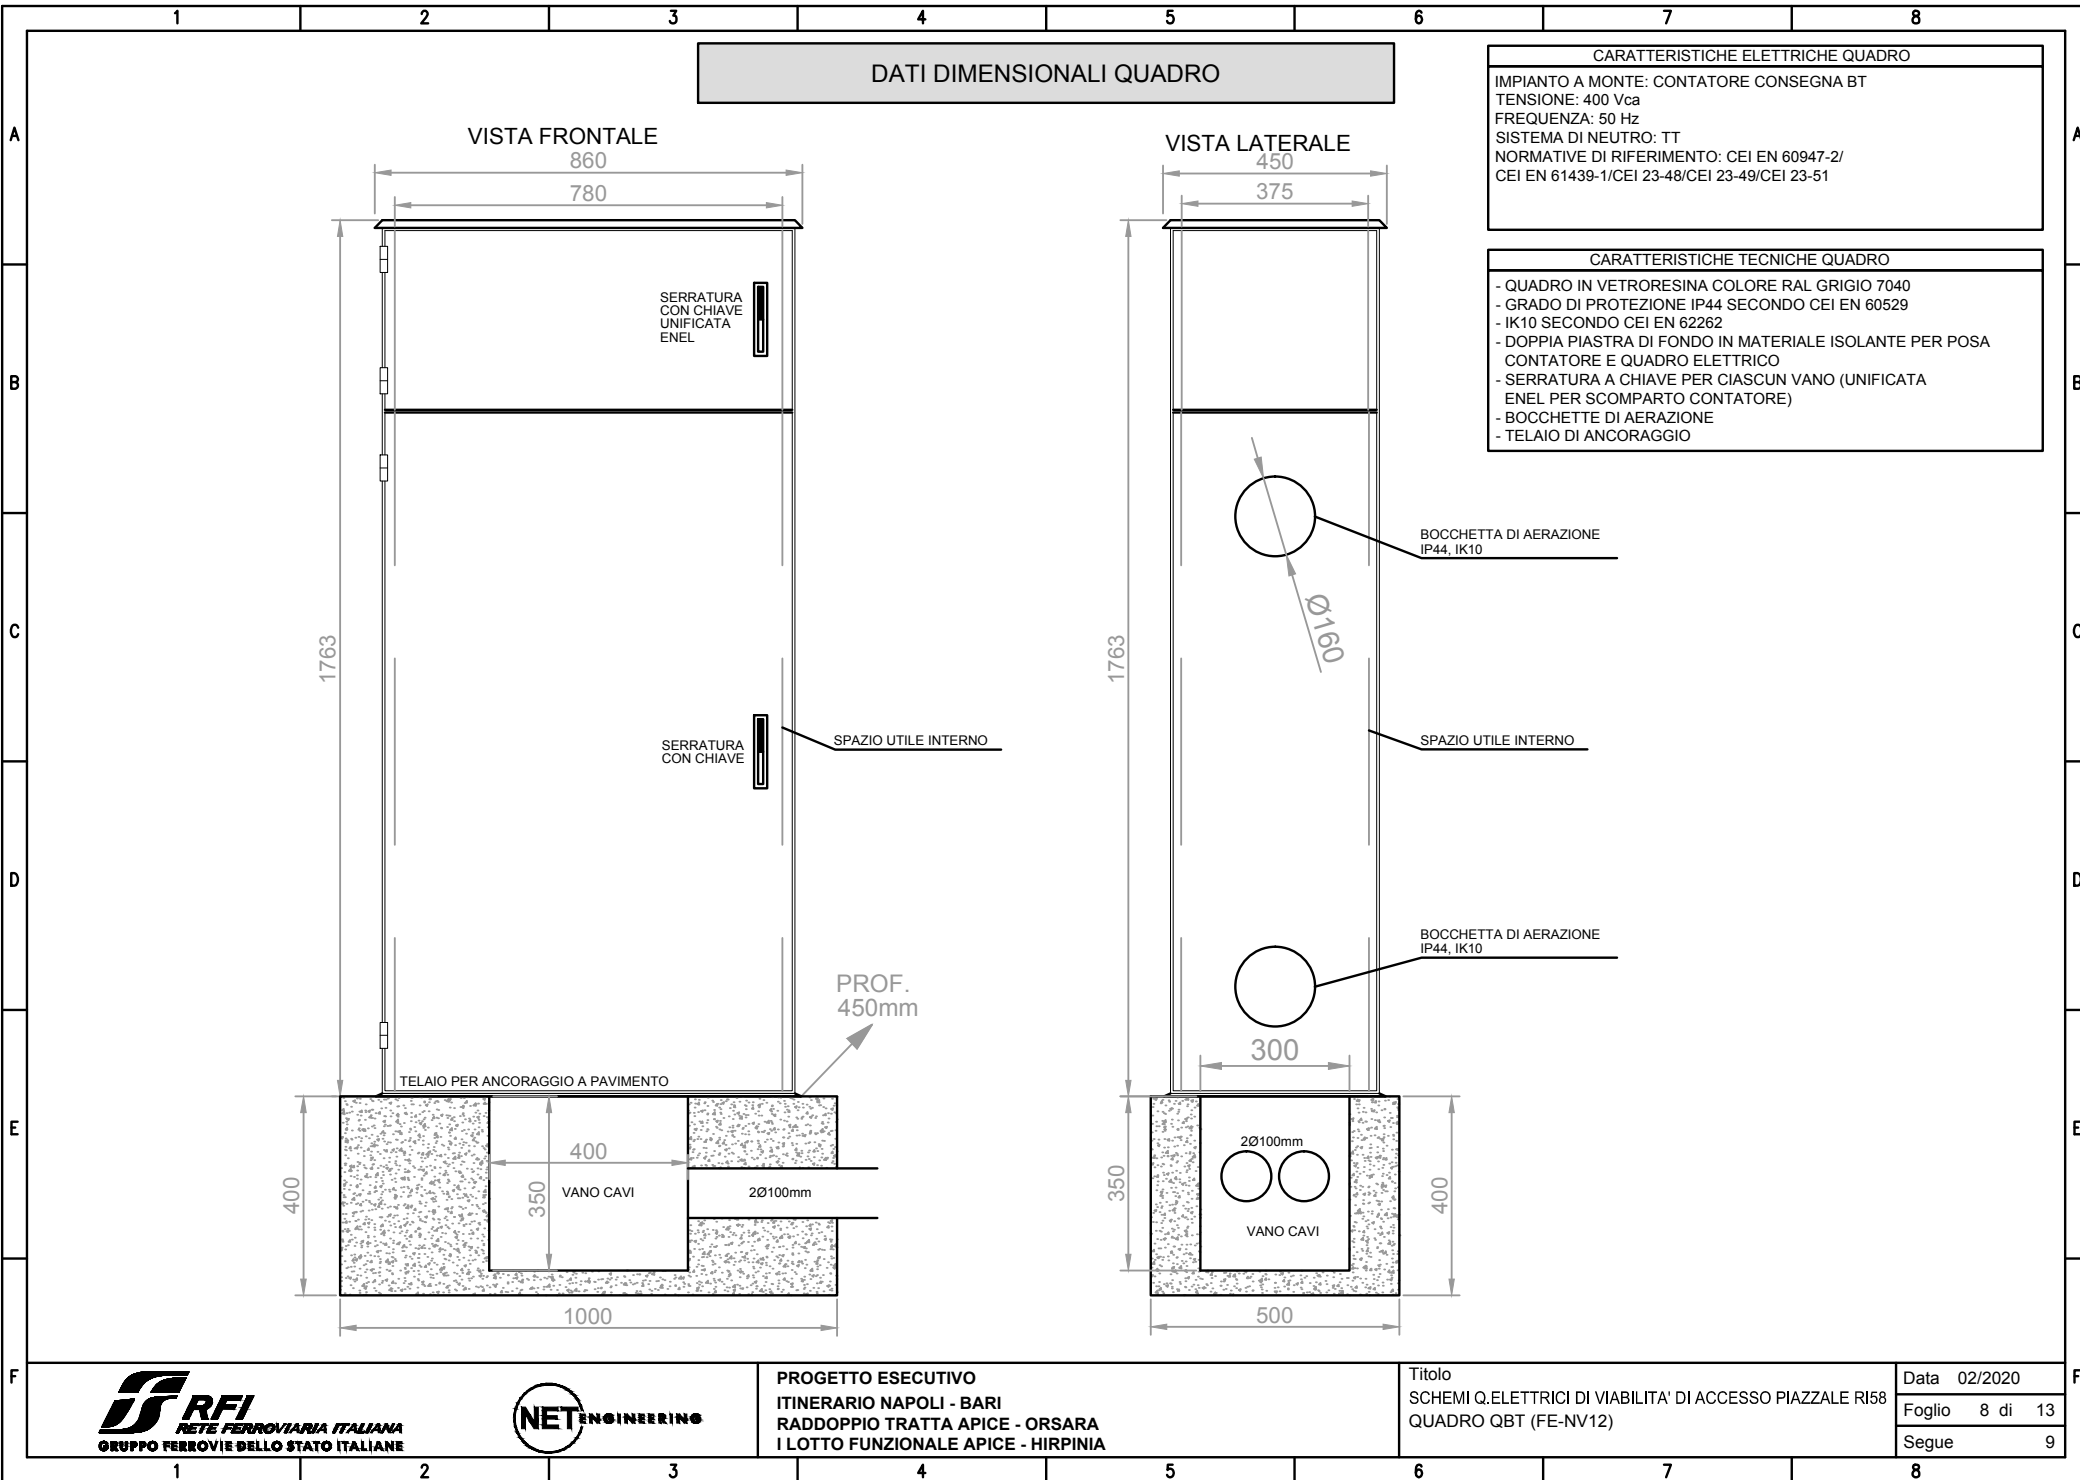 1 2 3 4 5 6 7 8
DATI DIMENSIONALI QUADRO
CARATTERISTICHE ELETTRICHE QUADRO
IMPIANTO A MONTE: CONTATORE CONSEGNA BT
TENSIONE: 400 Vca
FREQUENZA: 50 Hz
SISTEMA DI NEUTRO: TT
NORMATIVE DI RIFERIMENTO: CEI EN 60947-2/
CEI EN 61439-1/CEI 23-48/CEI 23-49/CEI 23-51
CARATTERISTICHE TECNICHE QUADRO
- QUADRO IN VETRORESINA COLORE RAL GRIGIO 7040
- GRADO DI PROTEZIONE IP44 SECONDO CEI EN 60529
- IK10 SECONDO CEI EN 62262
- DOPPIA PIASTRA DI FONDO IN MATERIALE ISOLANTE PER POSA
CONTATORE E QUADRO ELETTRICO
- SERRATURA A CHIAVE PER CIASCUN VANO (UNIFICATA
ENEL PER SCOMPARTO CONTATORE)
- BOCCHETTE DI AERAZIONE
- TELAIO DI ANCORAGGIO
A
B
C
D
E
F
A
B
C
D
E
F
VISTA FRONTALE
860
780
SERRATURA
CON CHIAVE
UNIFICATA
ENEL
1763
SERRATURA
CON CHIAVE
SPAZIO UTILE INTERNO
PROF.
450mm
TELAIO PER ANCORAGGIO A PAVIMENTO
400
400
350
VANO CAVI
2Ø100mm
1000
VISTA LATERALE
450
375
BOCCHETTA DI AERAZIONE
IP44, IK10
Ø160
1763
SPAZIO UTILE INTERNO
BOCCHETTA DI AERAZIONE
IP44, IK10
300
2Ø100mm
350
VANO CAVI
400
500
RFI
RETE FERROVIARIA ITALIANA
GRUPPO FERROVIE DELLO STATO ITALIANE
NET ENGINEERING
PROGETTO ESECUTIVO
ITINERARIO NAPOLI - BARI
RADDOPPIO TRATTA APICE - ORSARA
I LOTTO FUNZIONALE APICE - HIRPINIA
Titolo
SCHEMI Q.ELETTRICI DI VIABILITA' DI ACCESSO PIAZZALE RI58
QUADRO QBT (FE-NV12)
Data 02/2020
Foglio 8 di 13
Segue 9
1 2 3 4 5 6 7 8